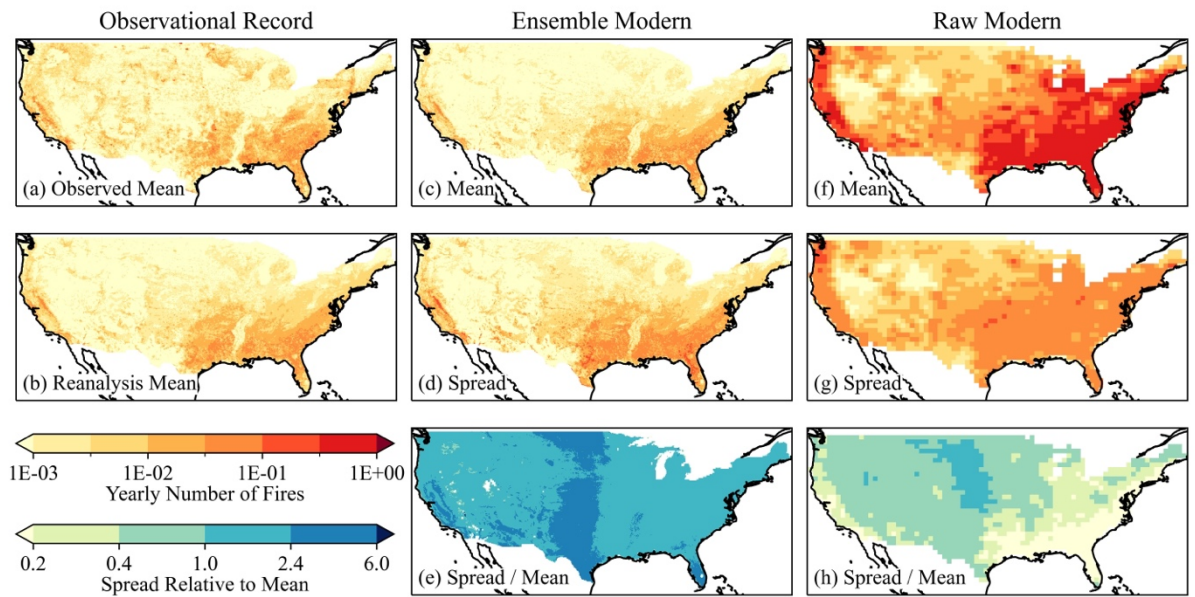 Observational Record
Ensemble Modern
Raw Modern
(a) Observed Mean
(c) Mean
(f) Mean
(b) Reanalysis Mean
(d) Spread
(g) Spread
1E-03 1E-02 1E-01 1E+00
Yearly Number of Fires
0.2 0.4 1.0 2.4 6.0
Spread Relative to Mean
(e) Spread / Mean
(h) Spread / Mean